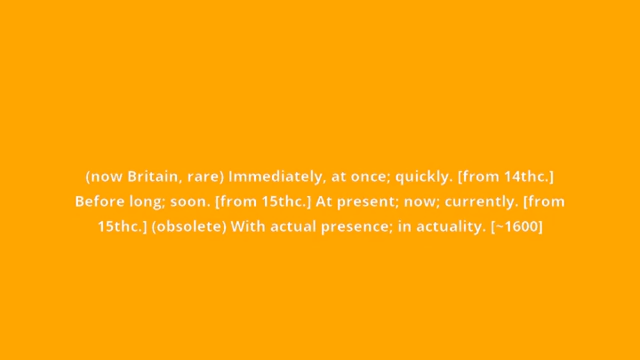 (now Britain, rare) Immediately, at once; quickly. [from 14thc.]
Before long; soon. [from 15thc.] At present; now; currently. [from
15thc.] (obsolete) With actual presence; in actuality. [~1600]